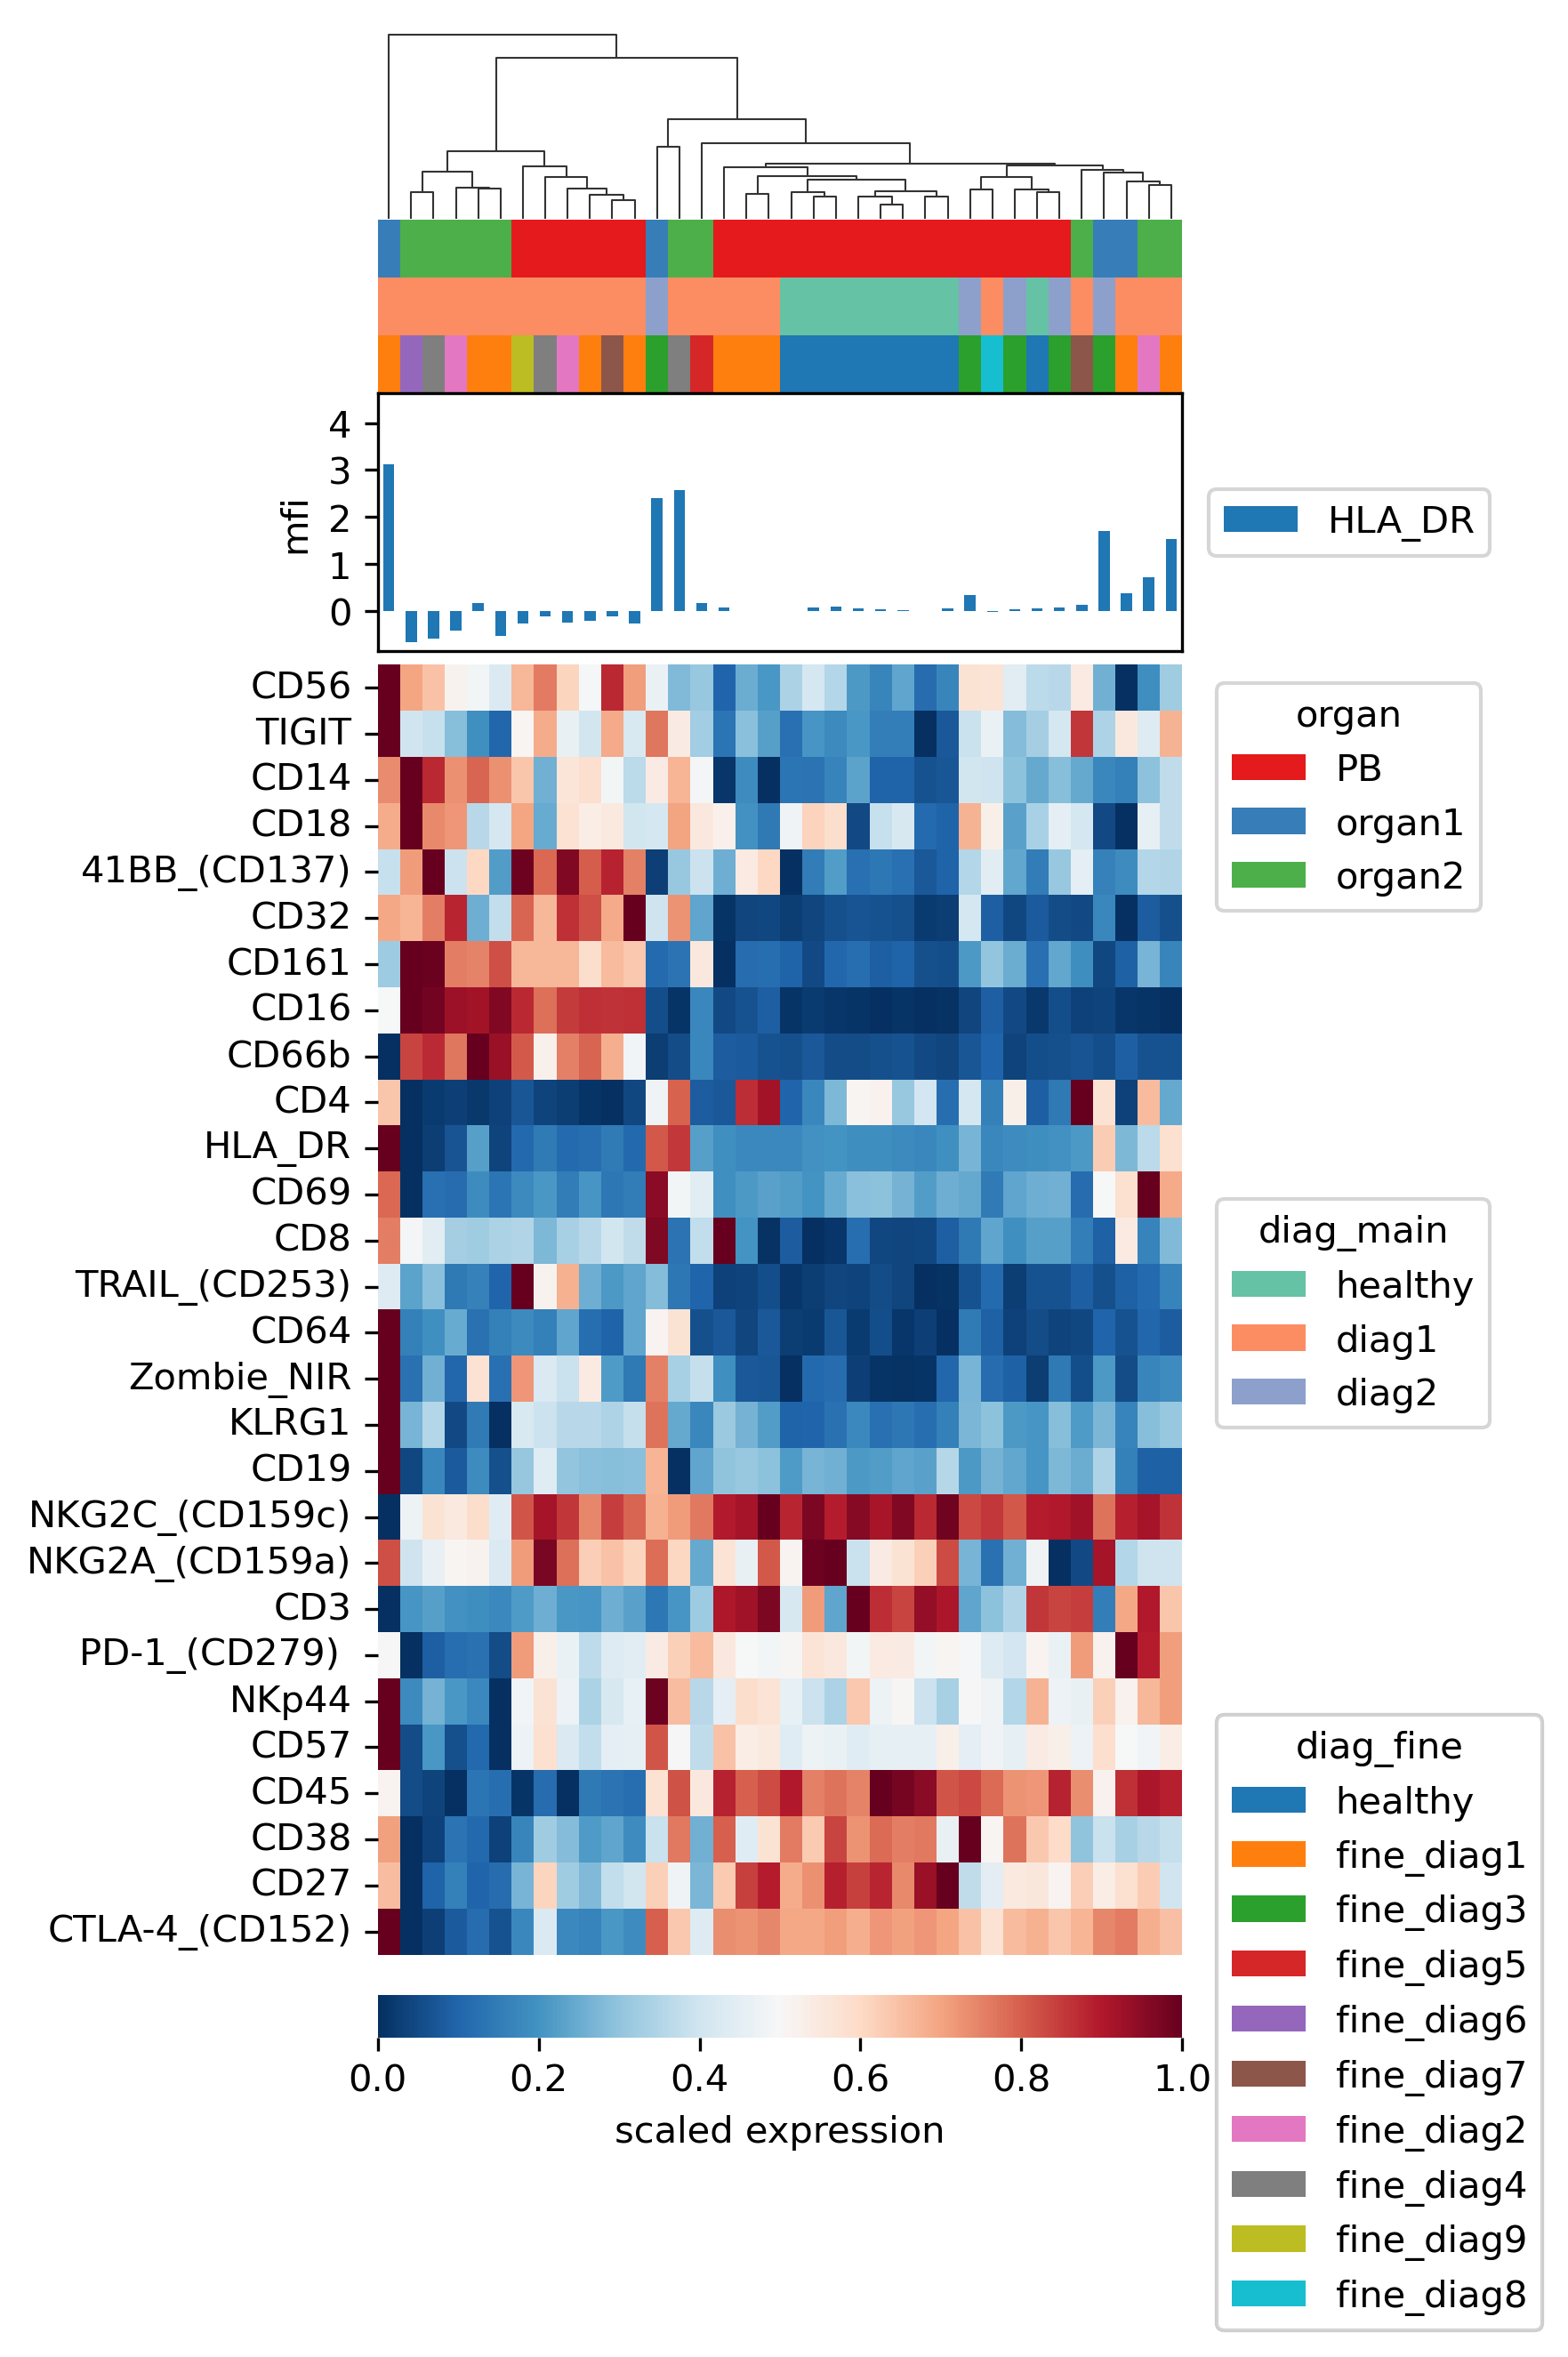 4
3
2
1
0
mfi
HLA_DR
CD56
TIGIT
CD14
CD18
41BB_(CD137)
CD32
CD161
CD16
CD66b
CD4
HLA_DR
CD69
CD8
TRAIL_(CD253)
CD64
Zombie_NIR
KLRG1
CD19
NKG2C_(CD159c)
NKG2A_(CD159a)
CD3
PD-1_(CD279)
NKp44
CD57
CD45
CD38
CD27
CTLA-4_(CD152)
organ
PB
organ1
organ2
diag_main
healthy
diag1
diag2
diag_fine
healthy
fine_diag1
fine_diag3
fine_diag5
fine_diag6
fine_diag7
fine_diag2
fine_diag4
fine_diag9
fine_diag8
0.0 0.2 0.4 0.6 0.8 1.0
scaled expression